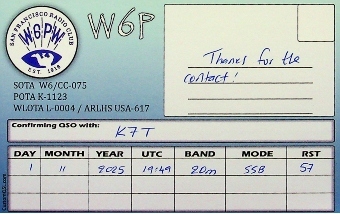 SAN FRANCISCO RADIO CLUB
W6PW
EST. 1919
W6P
SOTA W6/CC-075
POTA K-1123
WLOTA L-0004 / ARLHS USA-617
Thanks for the
contact!
Confirming QSO with:
K7T
DAY MONTH YEAR UTC BAND MODE RST
1 11 2025 1949 20m SSB 57